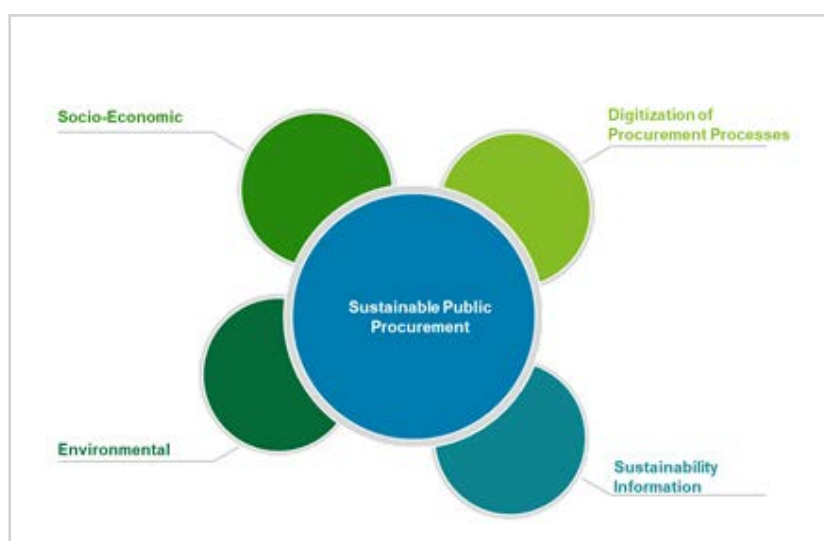 Socio-Economic
Digitization of
Procurement Processes
Sustainable Public
Procurement
Environmental
Sustainability
Information